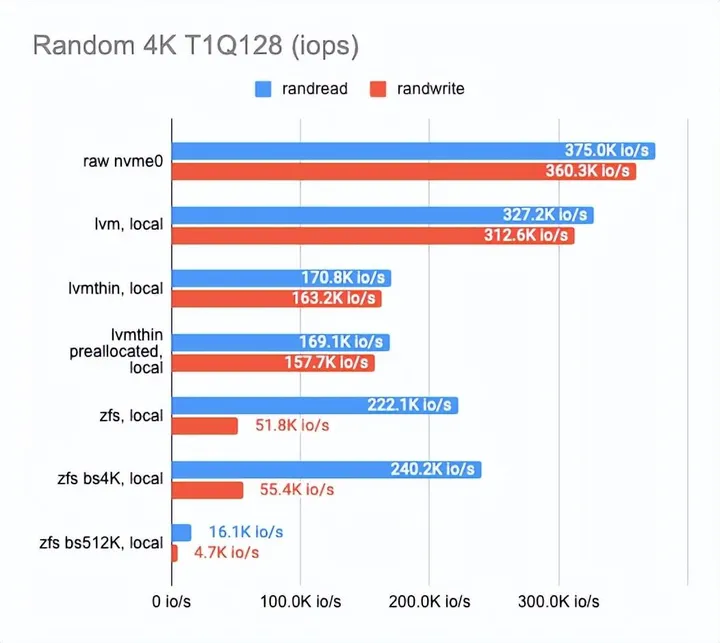 Random 4K T1Q128 (iops)
randread randwrite
raw nvme0 375.0K io/s
360.3K io/s
lvm, local 327.2K io/s
312.6K io/s
lvmthin, local 170.8K io/s
163.2K io/s
lvmthin
preallocated,
local
169.1K io/s
157.7K io/s
zfs, local 222.1K io/s
51.8K io/s
zfs bs4K, local 240.2K io/s
55.4K io/s
zfs bs512K, local 16.1K io/s
4.7K io/s
0 io/s 100.0K io/s 200.0K io/s 300.0K io/s